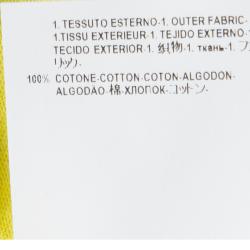 1. TESSUTO ESTERNO-1. OUTER FABRIC-
1.TISSU EXTERIEUR-1. TEJIDO EXTERNO-
TECIDO EXTERIOR-1. 織物-1. ткань-1. フ
リック.
100% COTONE-COTTON-COTON-ALGODON-
ALGODÃO-棉-ХЛОПОК-コットン-